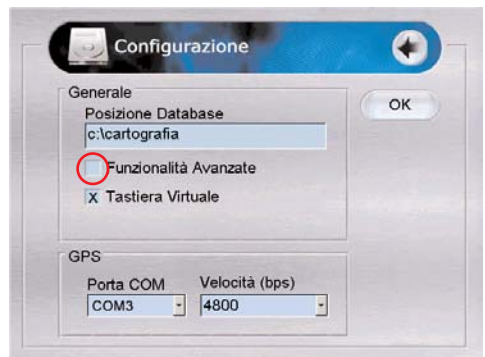 Configurazione
Generale
Posizione Database
c:\cartografia
OK
Funzionalità Avanzate
X Tastiera Virtuale
GPS
Porta COM Velocità (bps)
COM3 4800